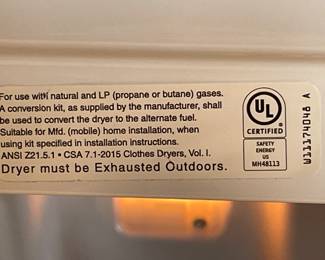 For use with natural and LP (propane or butane) gases.
A conversion kit, as supplied by the manufacturer, shall
be used to convert the dryer to the alternate fuel.
Suitable for Mfd. (mobile) home installation, when
using kit specified in installation instructions.
ANSI Z21.5.1 • CSA 7.1-2015 Clothes Dryers, Vol. I.
Dryer must be Exhausted Outdoors.
UL
CERTIFIED
SAFETY
ENERGY
US
MH48113
W11174048 A